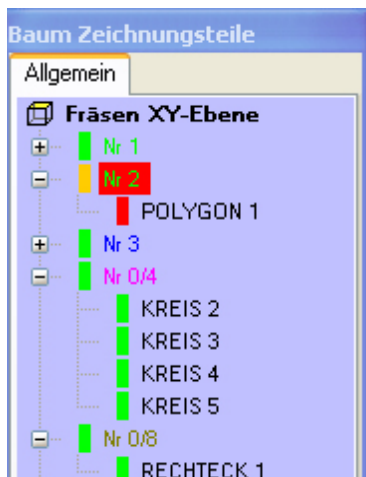 Baum Zeichnungsteile
Allgemein
Fräsen XY-Ebene
Nr 1
Nr 2
POLYGON 1
Nr 3
Nr 0/4
KREIS 2
KREIS 3
KREIS 4
KREIS 5
Nr 0/8
RECHTECK 1